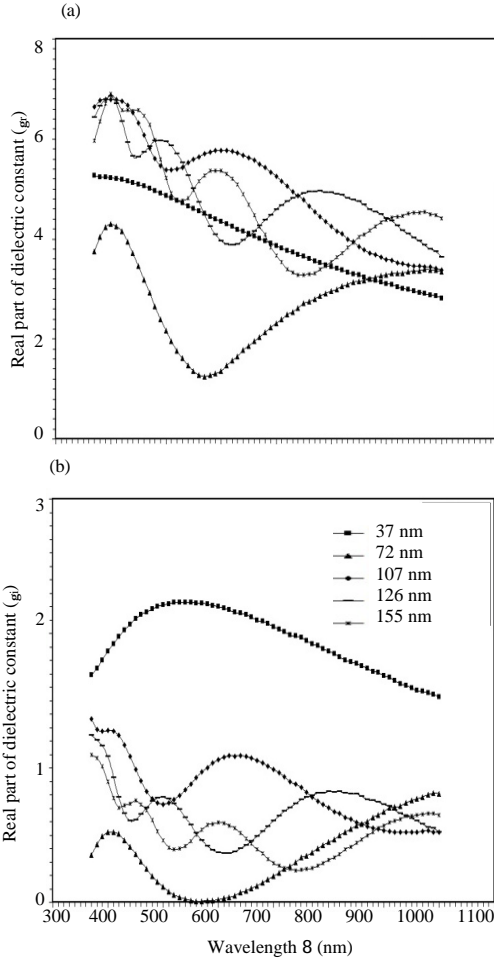 (a)
Real part of dielectric constant (gr)
8
6
4
2
0
(b)
Real part of dielectric constant (gi)
3
2
1
0
37 nm
72 nm
107 nm
126 nm
155 nm
300 400 500 600 700 800 900 1000 1100
Wavelength 8 (nm)